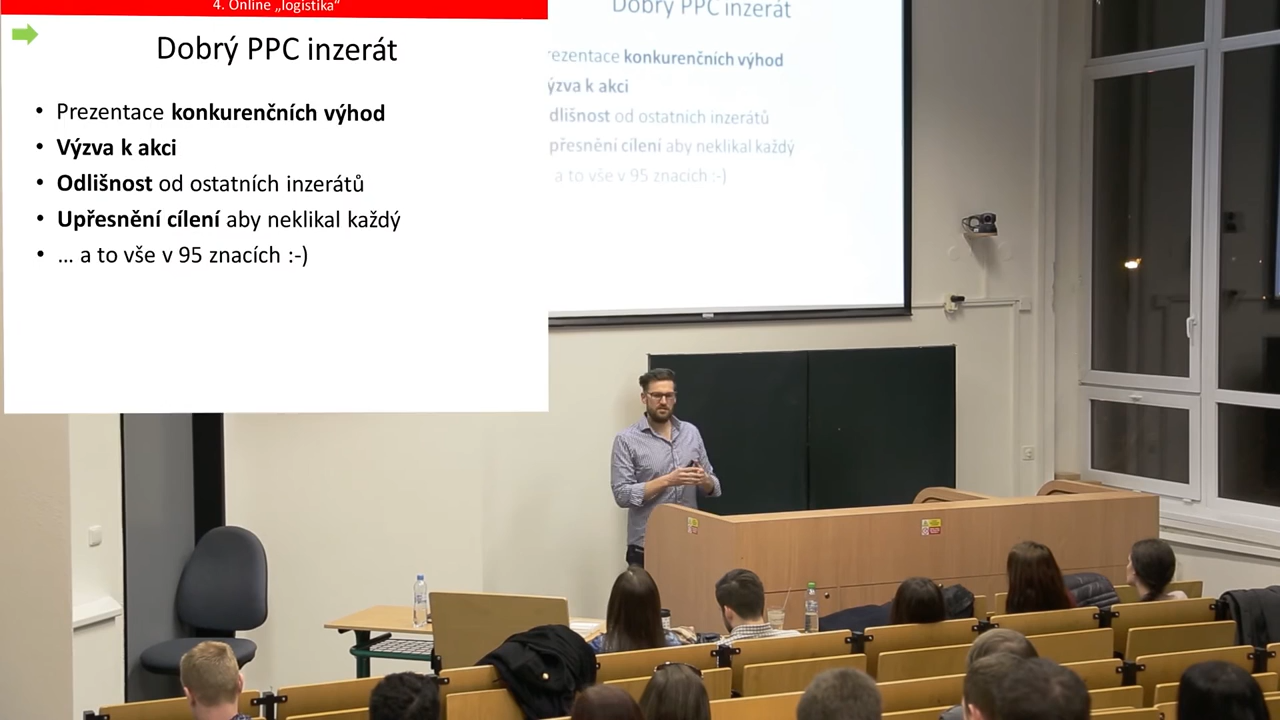 4. Online „logistika“
Dobrý PPC inzerát
• Prezentace konkurenčních výhod
• Výzva k akci
• Odlišnost od ostatních inzerátů
• Upřesnění cílení aby neklikal každý
• … a to vše v 95 znacích :-)
Dobrý PPC inzerát
rezentace konkurenčních výhod
ýzva k akci
dlišnost od ostatních inzerátů
přesnění cílení aby neklikal každý
a to vše v 95 znacích :-)